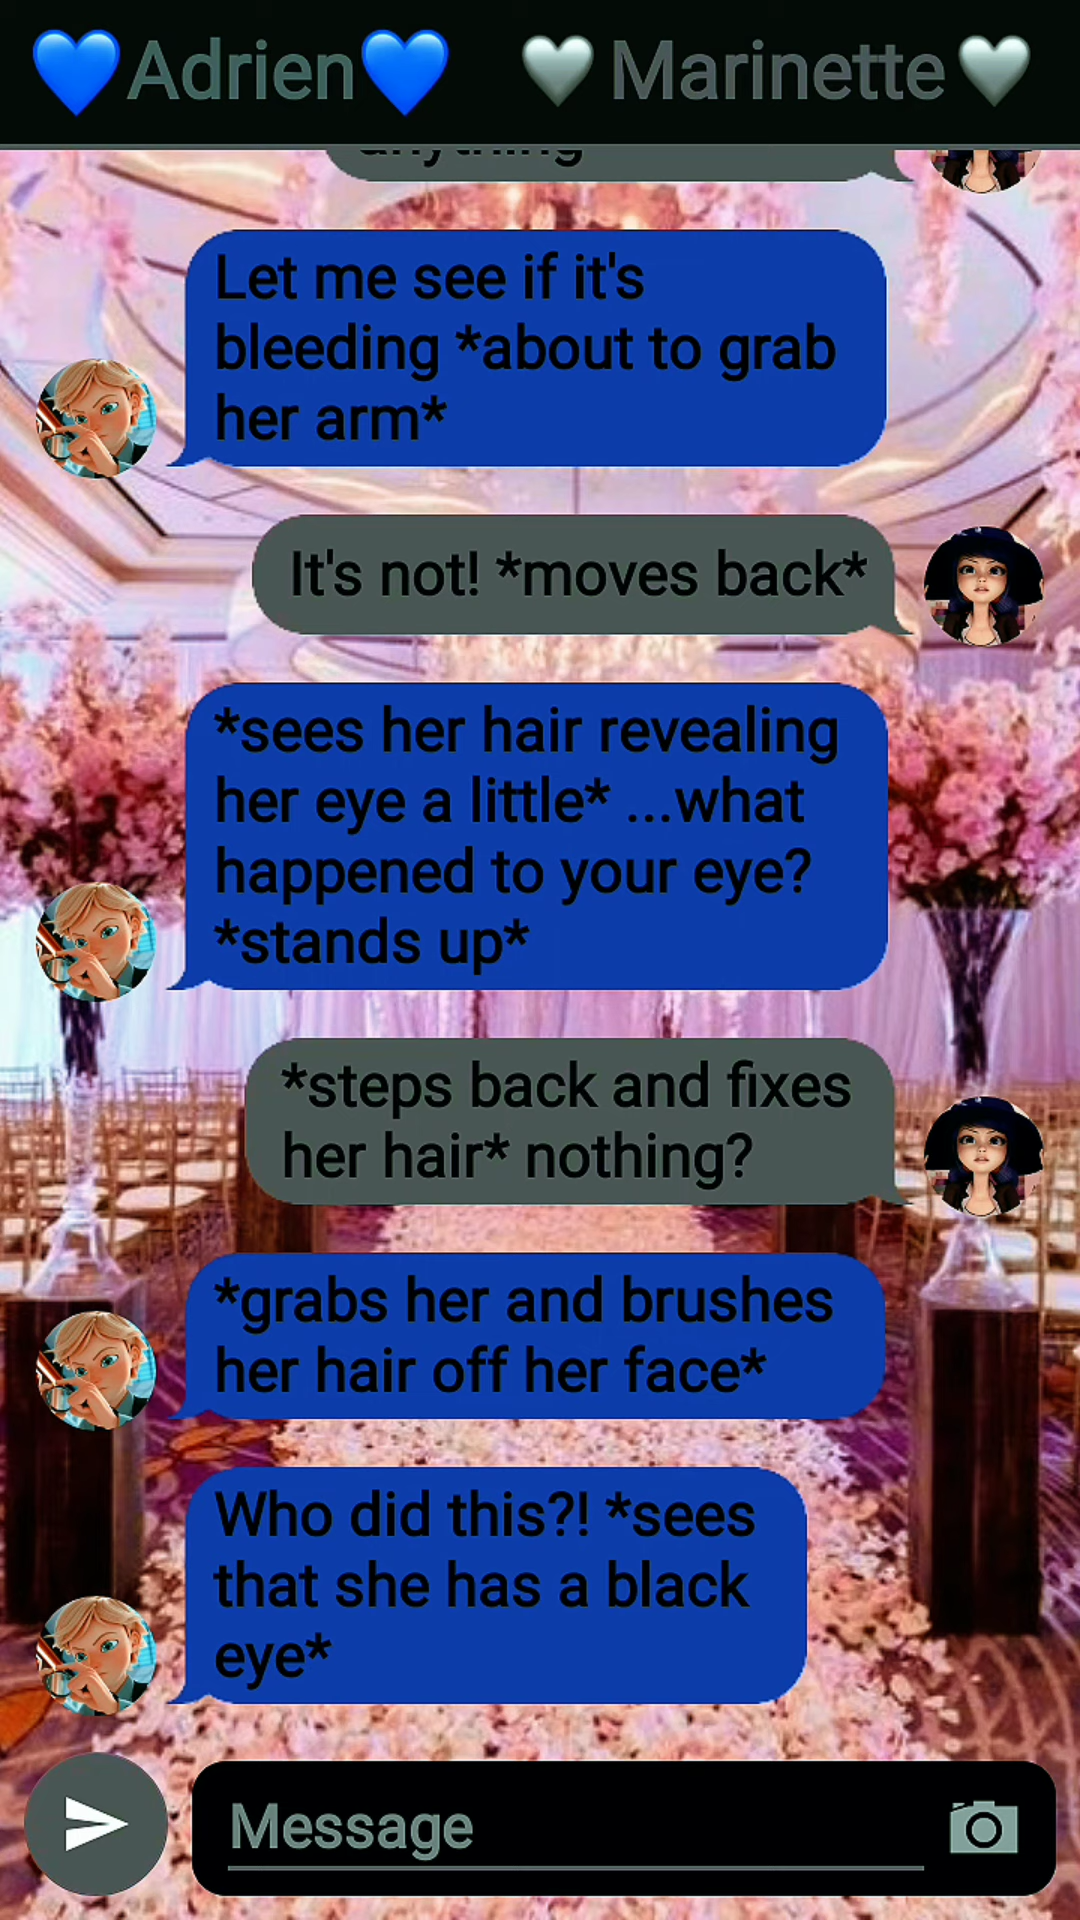 💙Adrien💙 🤍Marinette🤍
anything
Let me see if it's
bleeding *about to grab
her arm*
It's not! *moves back*
*sees her hair revealing
her eye a little* ...what
happened to your eye?
*stands up*
*steps back and fixes
her hair* nothing?
*grabs her and brushes
her hair off her face*
Who did this?! *sees
that she has a black
eye*
Message